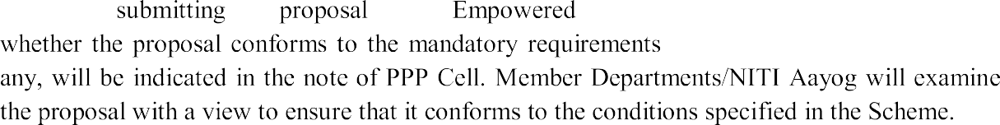 submitting proposal Empowered
whether the proposal conforms to the mandatory requirements
any, will be indicated in the note of PPP Cell. Member Departments/NITI Aayog will examine
the proposal with a view to ensure that it conforms to the conditions specified in the Scheme.